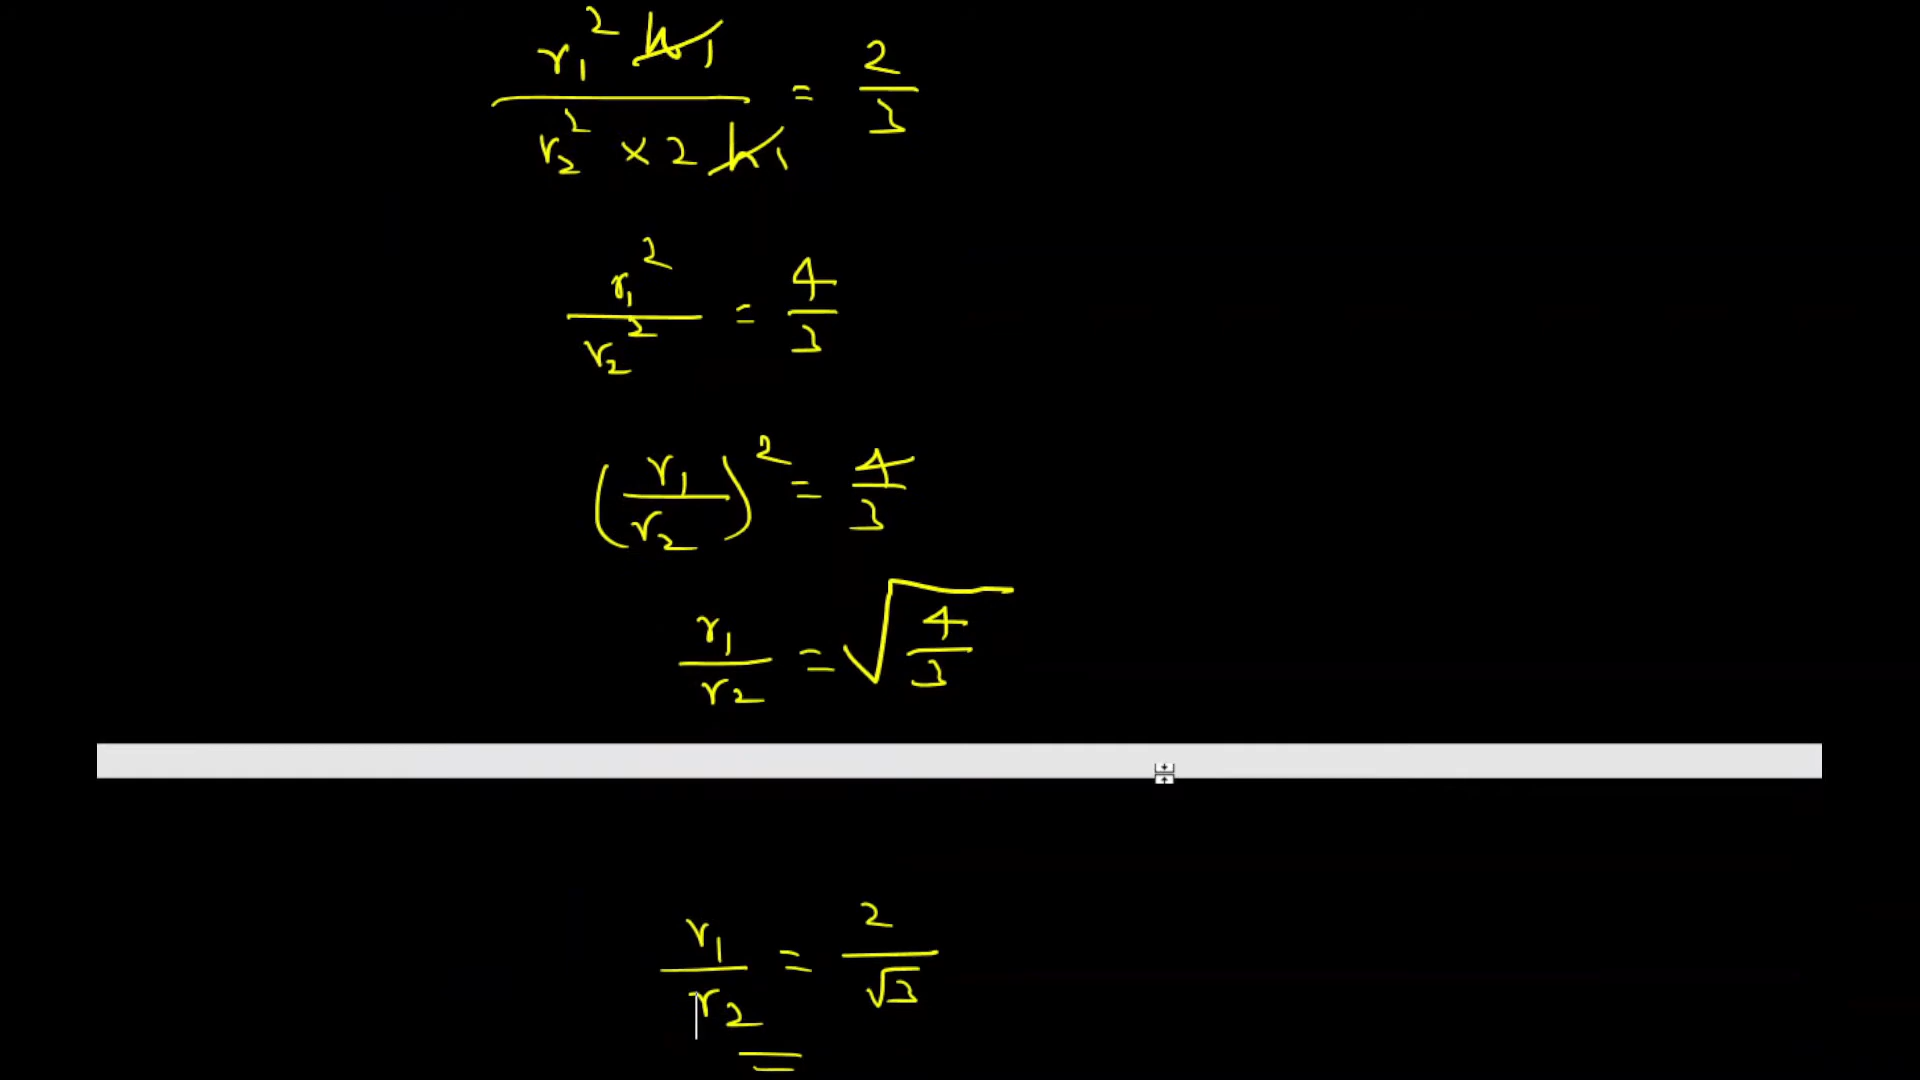 r₁² h₁ / r₂² × 2 h₁ = 2/3
r₁² / r₂² = 4/3
(r₁/r₂)² = 4/3
r₁/r₂ = √(4/3)
r₁/r₂ = 2/√3